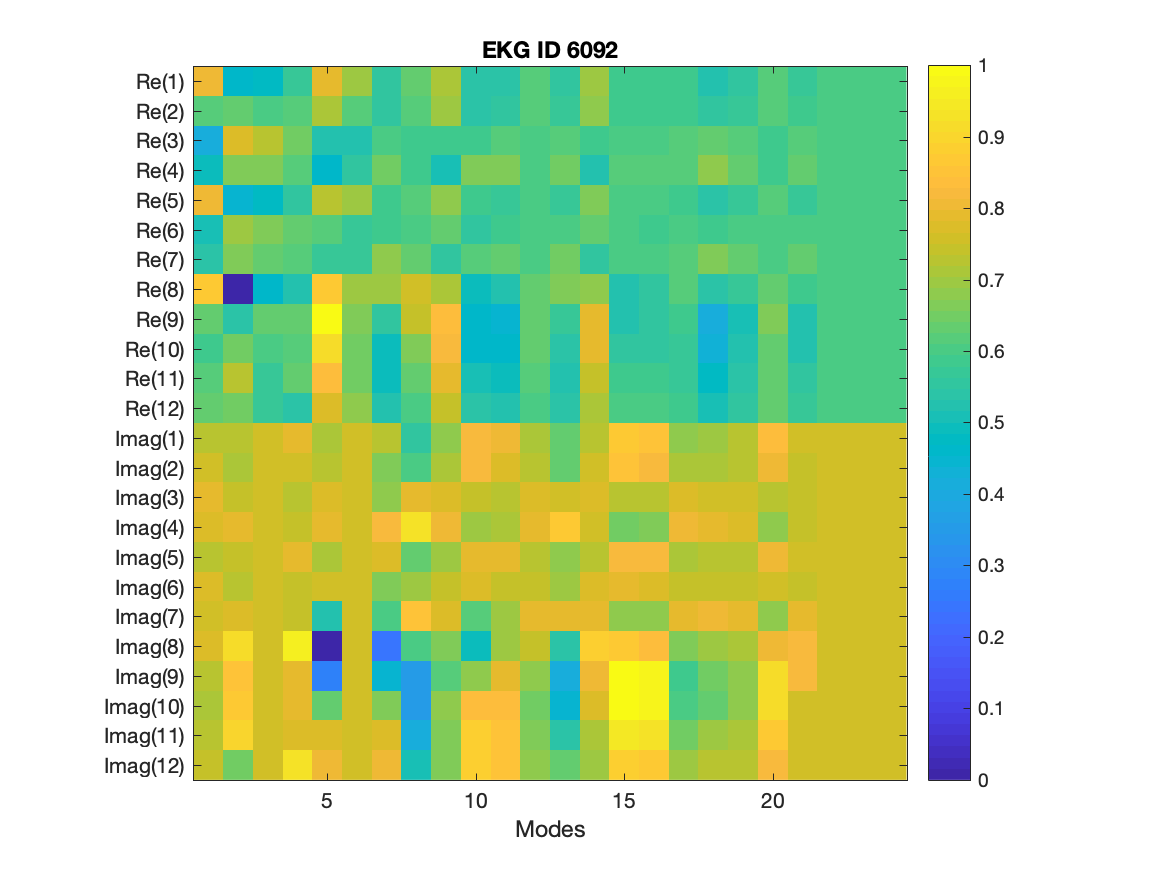 EKG ID 6092
Re(1)
Re(2)
Re(3)
Re(4)
Re(5)
Re(6)
Re(7)
Re(8)
Re(9)
Re(10)
Re(11)
Re(12)
Imag(1)
Imag(2)
Imag(3)
Imag(4)
Imag(5)
Imag(6)
Imag(7)
Imag(8)
Imag(9)
Imag(10)
Imag(11)
Imag(12)
5 10 15 20
Modes
1
0.9
0.8
0.7
0.6
0.5
0.4
0.3
0.2
0.1
0